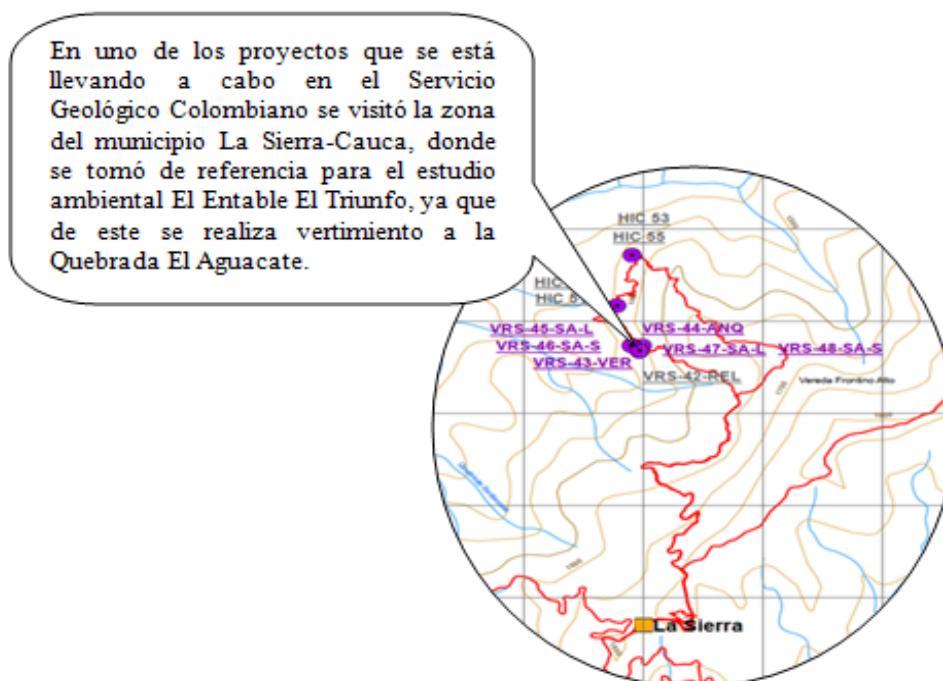 En uno de los proyectos que se está
llevando a cabo en el Servicio
Geológico Colombiano se visitó la zona
del municipio La Sierra-Cauca, donde
se tomó de referencia para el estudio
ambiental El Entable El Triunfo, ya que
de este se realiza vertimiento a la
Quebrada El Aguacate.
HIC 53
HIC 55
HIC
HIC 5
VRS-45-SA-L
VRS-44-ANQ
VRS-46-SA-S
VRS-47-SA-L
VRS-48-SA-S
VRS-43-VER
VRS-42-REL
Vereda Frontino Alto
La Sierra